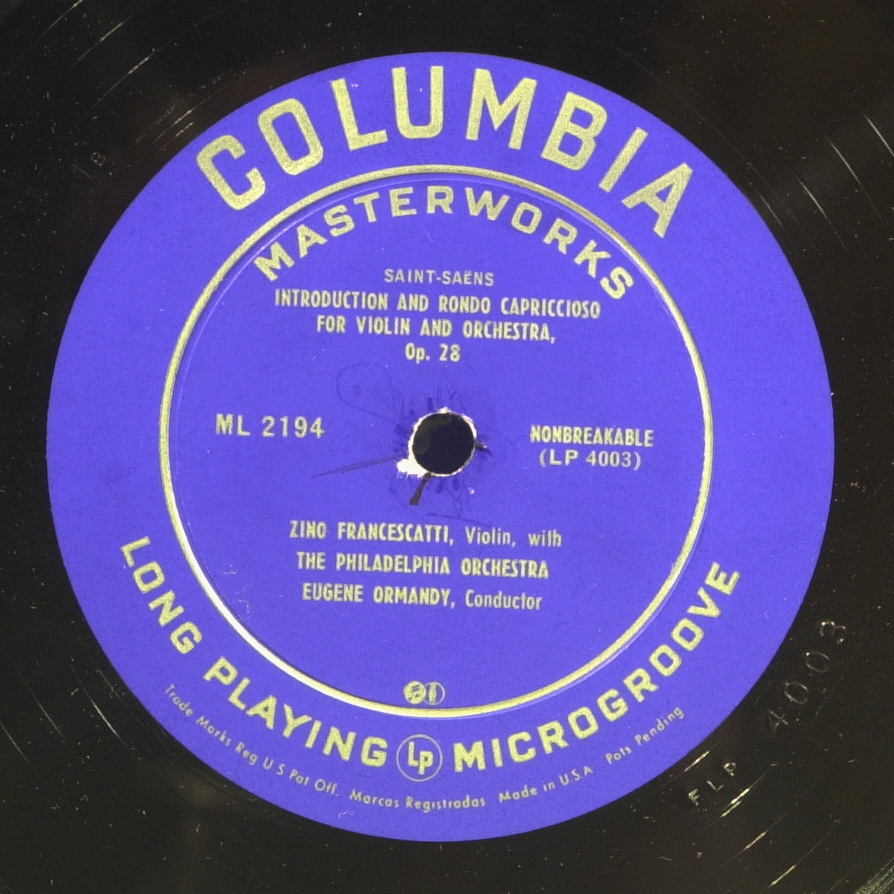 COLUMBIA
MASTERWORKS
SAINT-SAËNS
INTRODUCTION AND RONDO CAPRICCIOSO
FOR VIOLIN AND ORCHESTRA,
Op. 28
ML 2194
NONBREAKABLE
(LP 4003)
ZINO FRANCESCATTI, Violin, with
THE PHILADELPHIA ORCHESTRA
EUGENE ORMANDY, Conductor
LONG PLAYING Lp MICROGROOVE
Trade Marks Reg U S Pat Off. Marcas Registradas Made in U.S.A Pats Pending
FLP 4003
1B